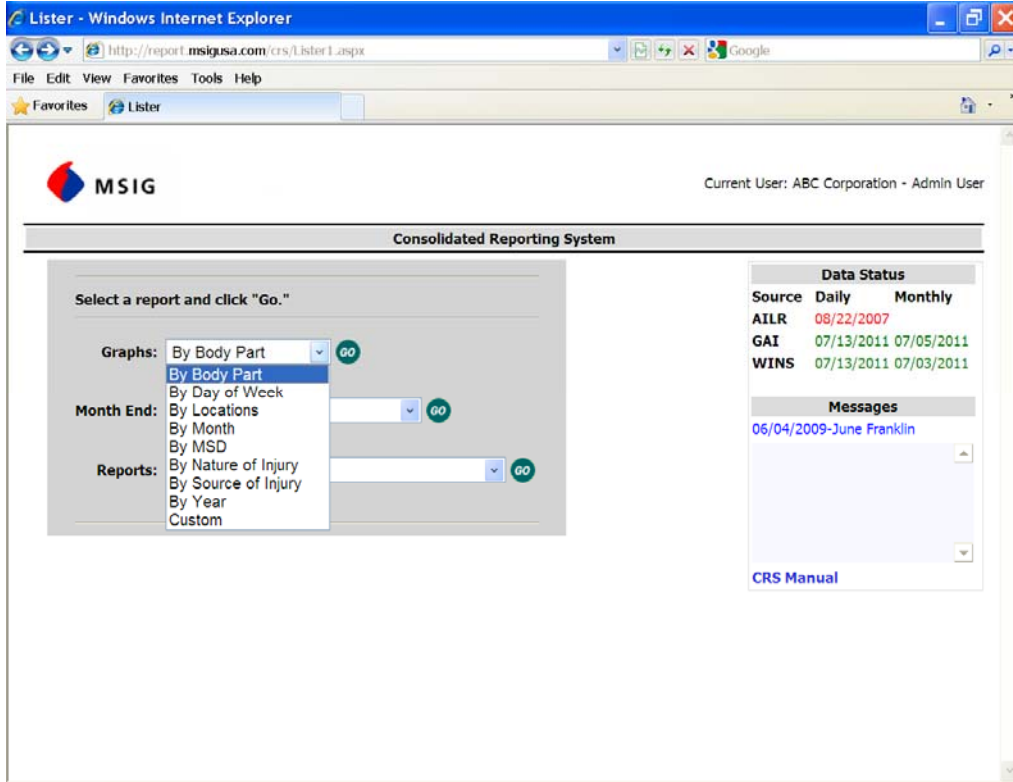 Lister - Windows Internet Explorer
http://report.msigusa.com/crs/Lister1.aspx
Google
File Edit View Favorites Tools Help
Favorites
Lister
MSIG
Current User: ABC Corporation - Admin User
Consolidated Reporting System
Select a report and click "Go."
Graphs: By Body Part GO
By Body Part
By Day of Week
By Locations
By Month
By MSD
By Nature of Injury
By Source of Injury
By Year
Custom
Month End: GO
Reports: GO
Data Status
Source Daily Monthly
AILR 08/22/2007
GAI 07/13/2011 07/05/2011
WINS 07/13/2011 07/03/2011
Messages
06/04/2009-June Franklin
CRS Manual